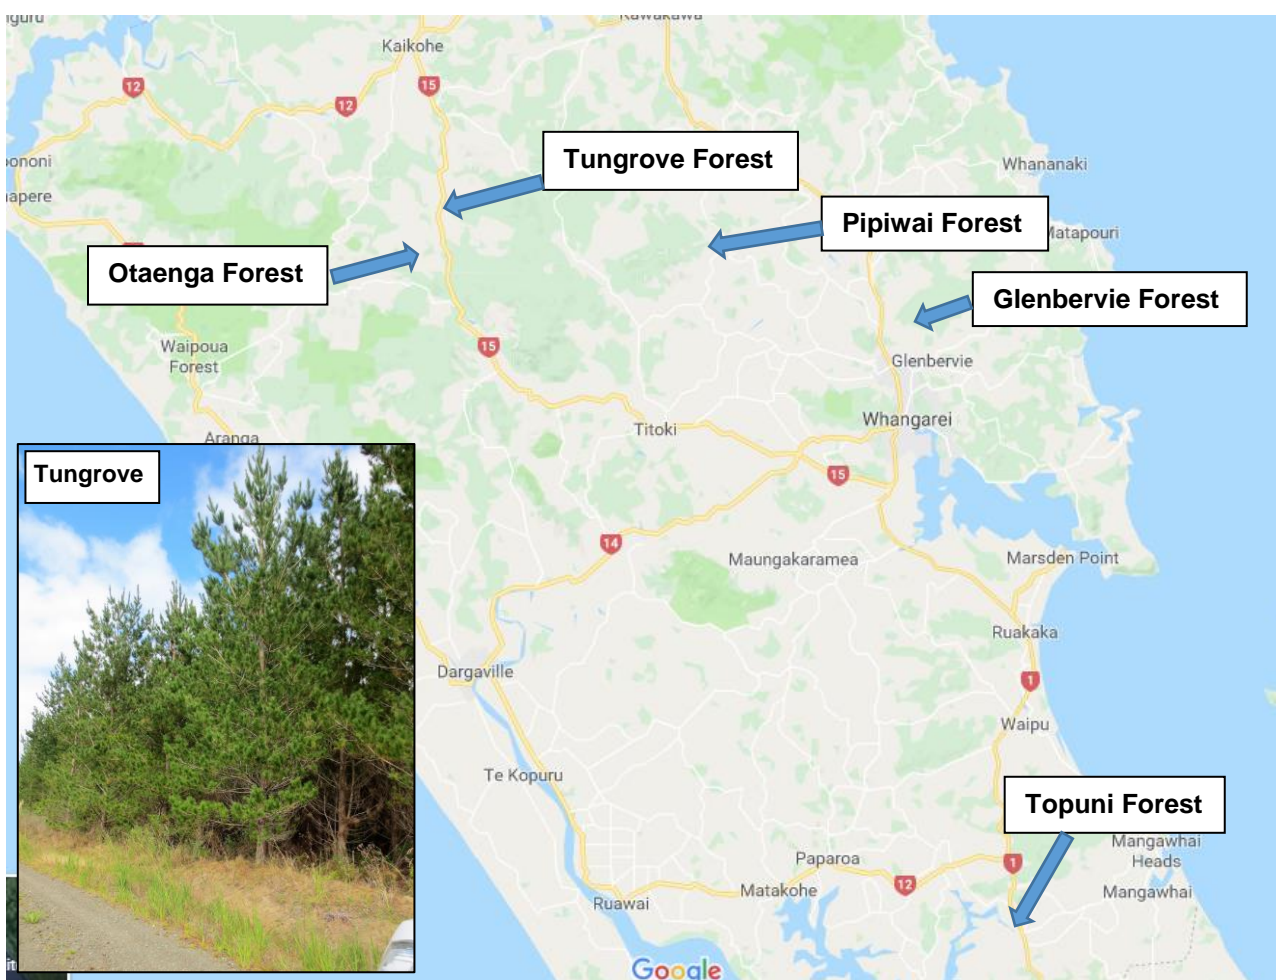 Kawakawa
Kaikohe
12
15
12
Tungrove Forest
Whananaki
Pipiwai Forest
Matapouri
Otaenga Forest
Glenbervie Forest
Waipoua
Forest
15
Glenbervie
Whangarei
Titoki
Aranga
Tungrove
15
14
Maungakaramea
Marsden Point
Ruakaka
Dargaville
1
Waipu
Te Kopuru
Topuni Forest
Mangawhai
Heads
Paparoa
1
12
Matakohe
Mangawhai
Ruawai
Google